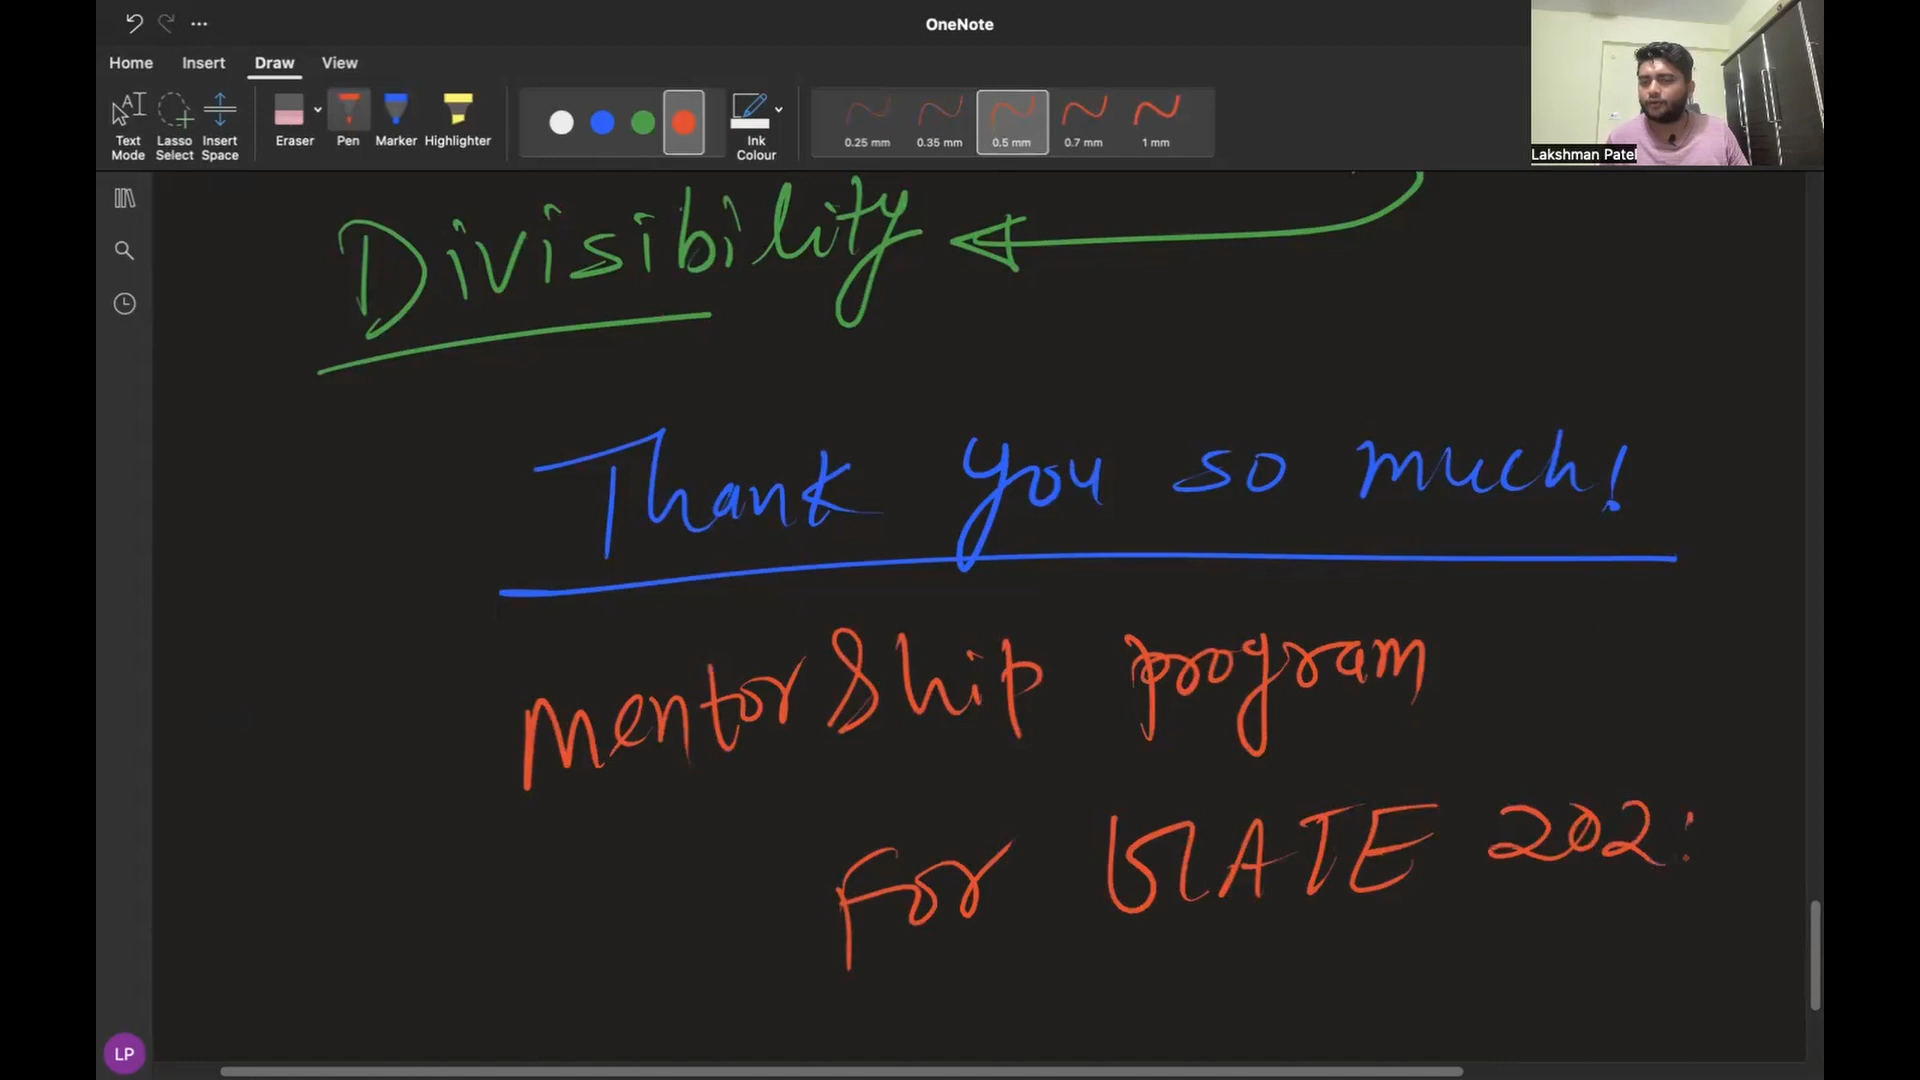 OneNote
Home Insert Draw View
Text Mode Lasso Select Insert Space Eraser Pen Marker Highlighter Ink Colour 0.25 mm 0.35 mm 0.5 mm 0.7 mm 1 mm
Lakshman Patel
Divisibility
Thank you so much!
MentorShip program
For GATE 202
LP